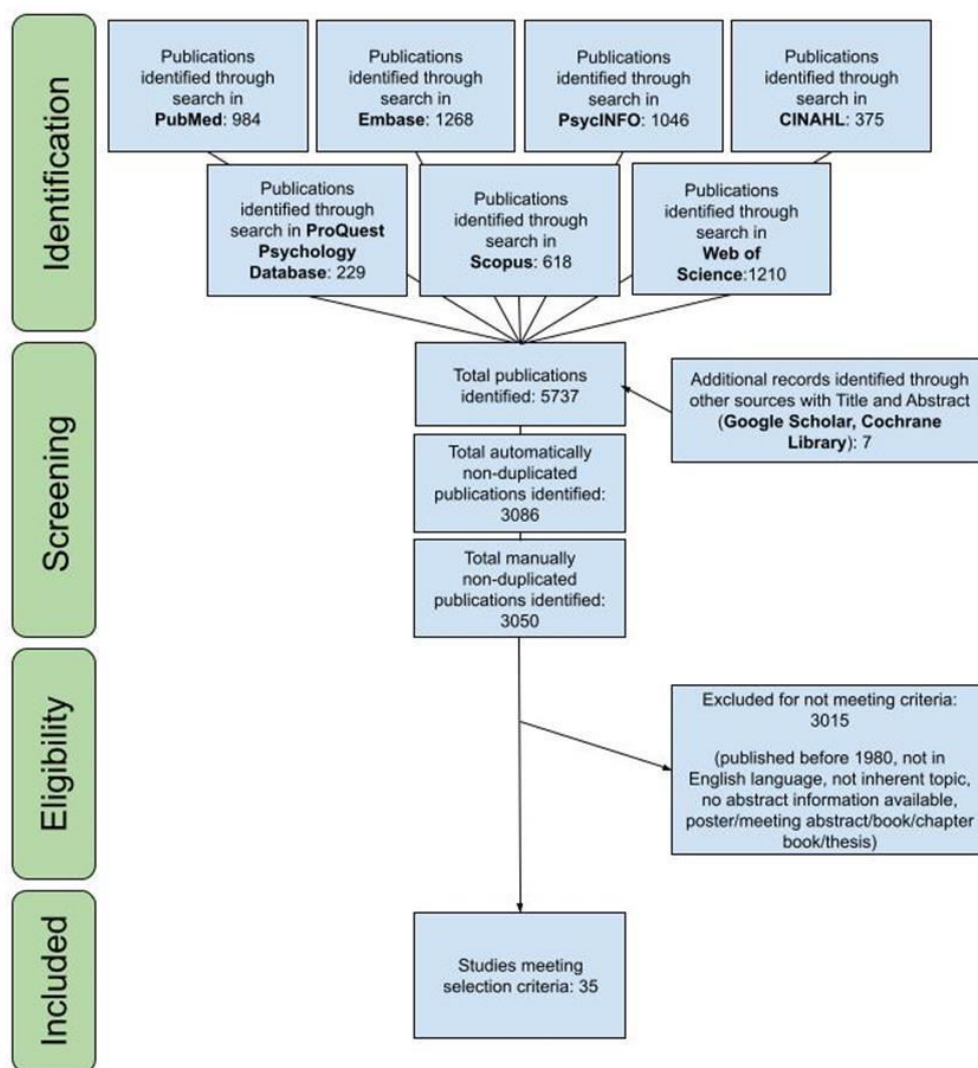 Identification
Publications
identified through
search in
PubMed: 984
Publications
identified through
search in
Embase: 1268
Publications
identified through
search in
PsycINFO: 1046
Publications
identified through
search in
CINAHL: 375
Publications
identified through
search in ProQuest
Psychology
Database: 229
Publications
identified through
search in
Scopus: 618
Publications
identified through
search in
Web of
Science:1210
Screening
Total publications
identified: 5737
Additional records identified through
other sources with Title and Abstract
(Google Scholar, Cochrane
Library): 7
Total automatically
non-duplicated
publications identified:
3086
Total manually
non-duplicated
publications identified:
3050
Eligibility
Excluded for not meeting criteria:
3015
(published before 1980, not in
English language, not inherent topic,
no abstract information available,
poster/meeting abstract/book/chapter
book/thesis)
Included
Studies meeting
selection criteria: 35